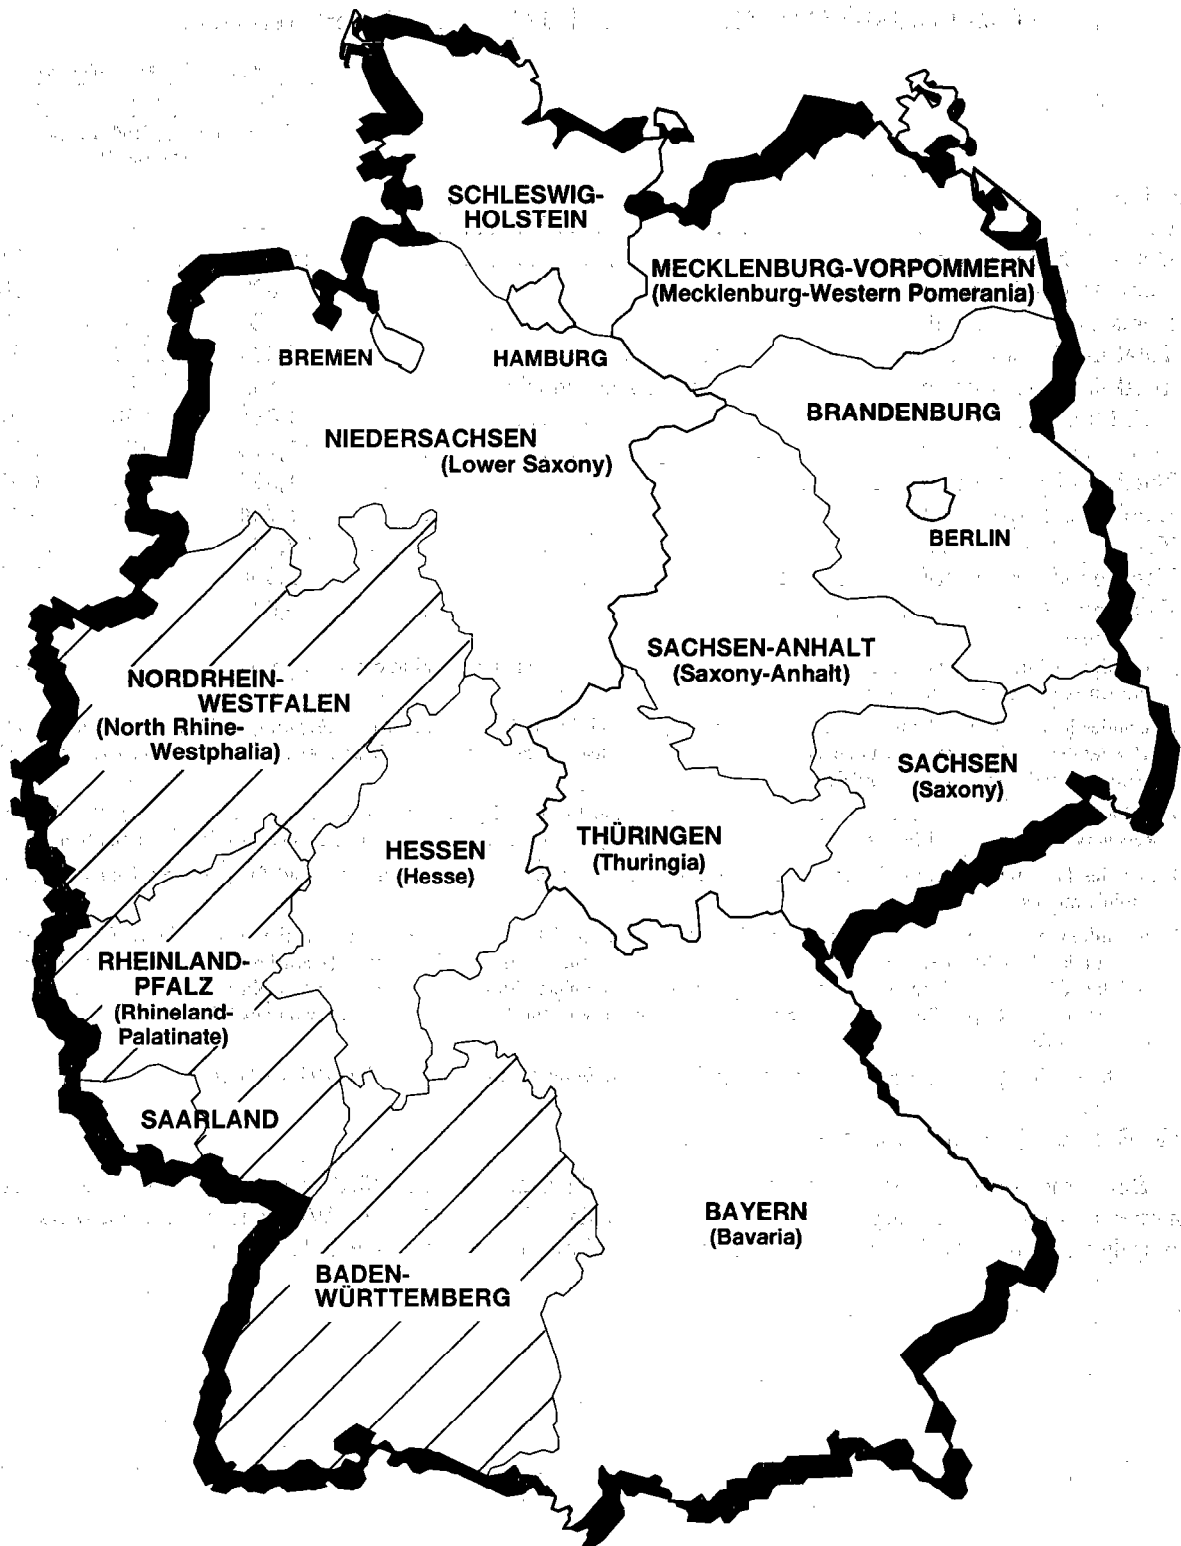 SCHLESWIG-
HOLSTEIN
MECKLENBURG-VORPOMMERN
(Mecklenburg-Western Pomerania)
BREMEN
HAMBURG
BRANDENBURG
NIEDERSACHSEN
(Lower Saxony)
BERLIN
SACHSEN-ANHALT
(Saxony-Anhalt)
NORDRHEIN-
WESTFALEN
(North Rhine-
Westphalia)
SACHSEN
(Saxony)
THÜRINGEN
(Thuringia)
HESSEN
(Hesse)
RHEINLAND-
PFALZ
(Rhineland-
Palatinate)
SAARLAND
BAYERN
(Bavaria)
BADEN-
WÜRTTEMBERG